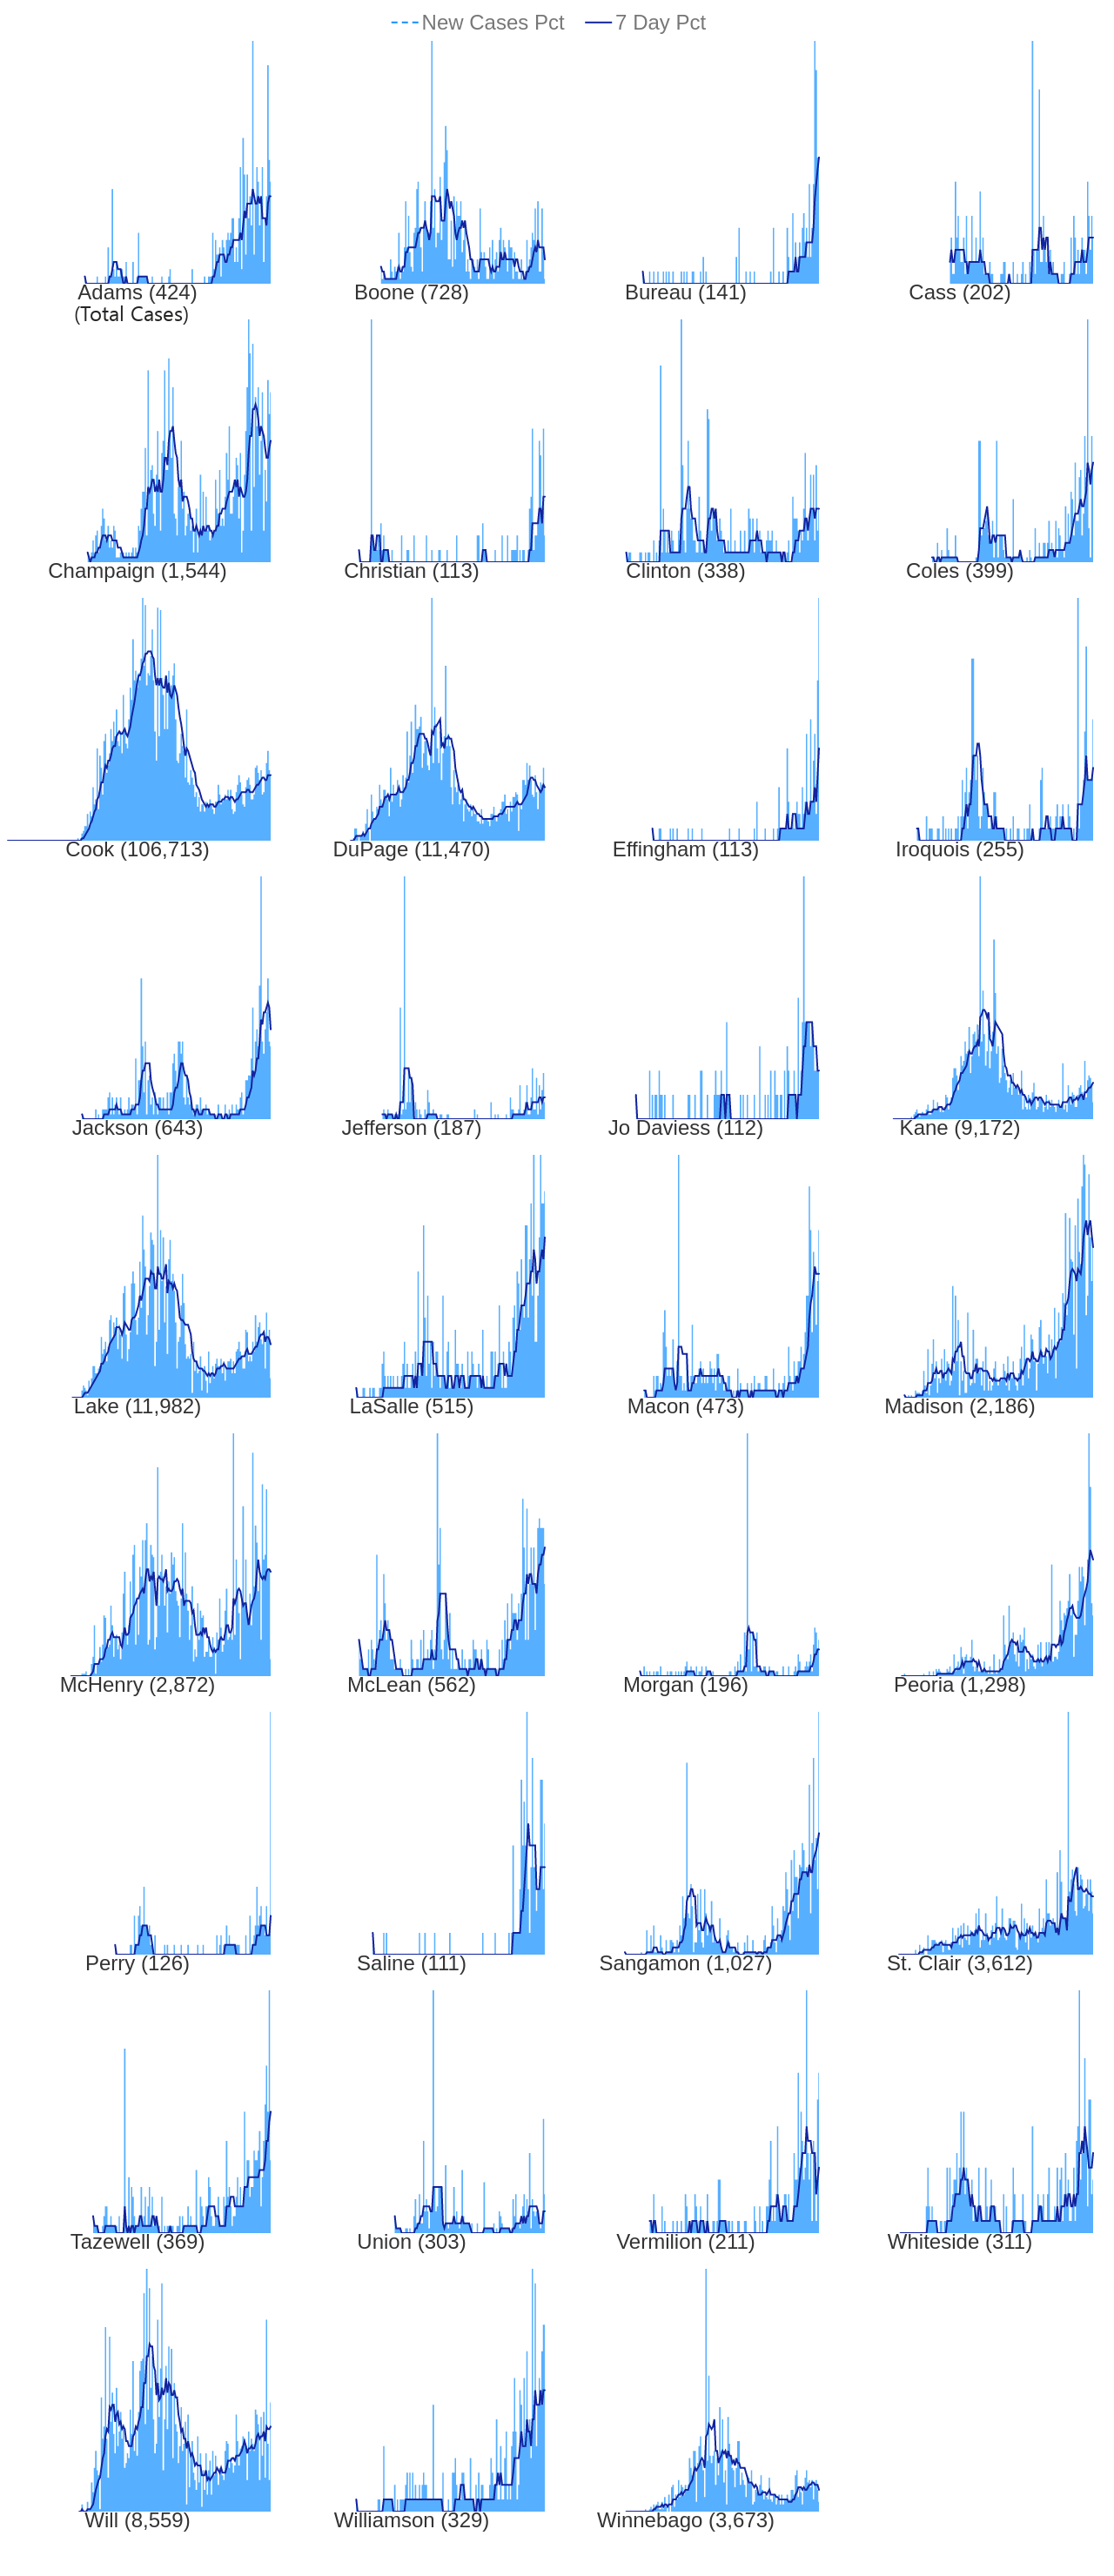 New Cases Pct 7 Day Pct
Adams (424) Boone (728) Bureau (141) Cass (202)
(Total Cases)
Champaign (1,544) Christian (113) Clinton (338) Coles (399)
Cook (106,713) DuPage (11,470) Effingham (113) Iroquois (255)
Jackson (643) Jefferson (187) Jo Daviess (112) Kane (9,172)
Lake (11,982) LaSalle (515) Macon (473) Madison (2,186)
McHenry (2,872) McLean (562) Morgan (196) Peoria (1,298)
Perry (126) Saline (111) Sangamon (1,027) St. Clair (3,612)
Tazewell (369) Union (303) Vermilion (211) Whiteside (311)
Will (8,559) Williamson (329) Winnebago (3,673)